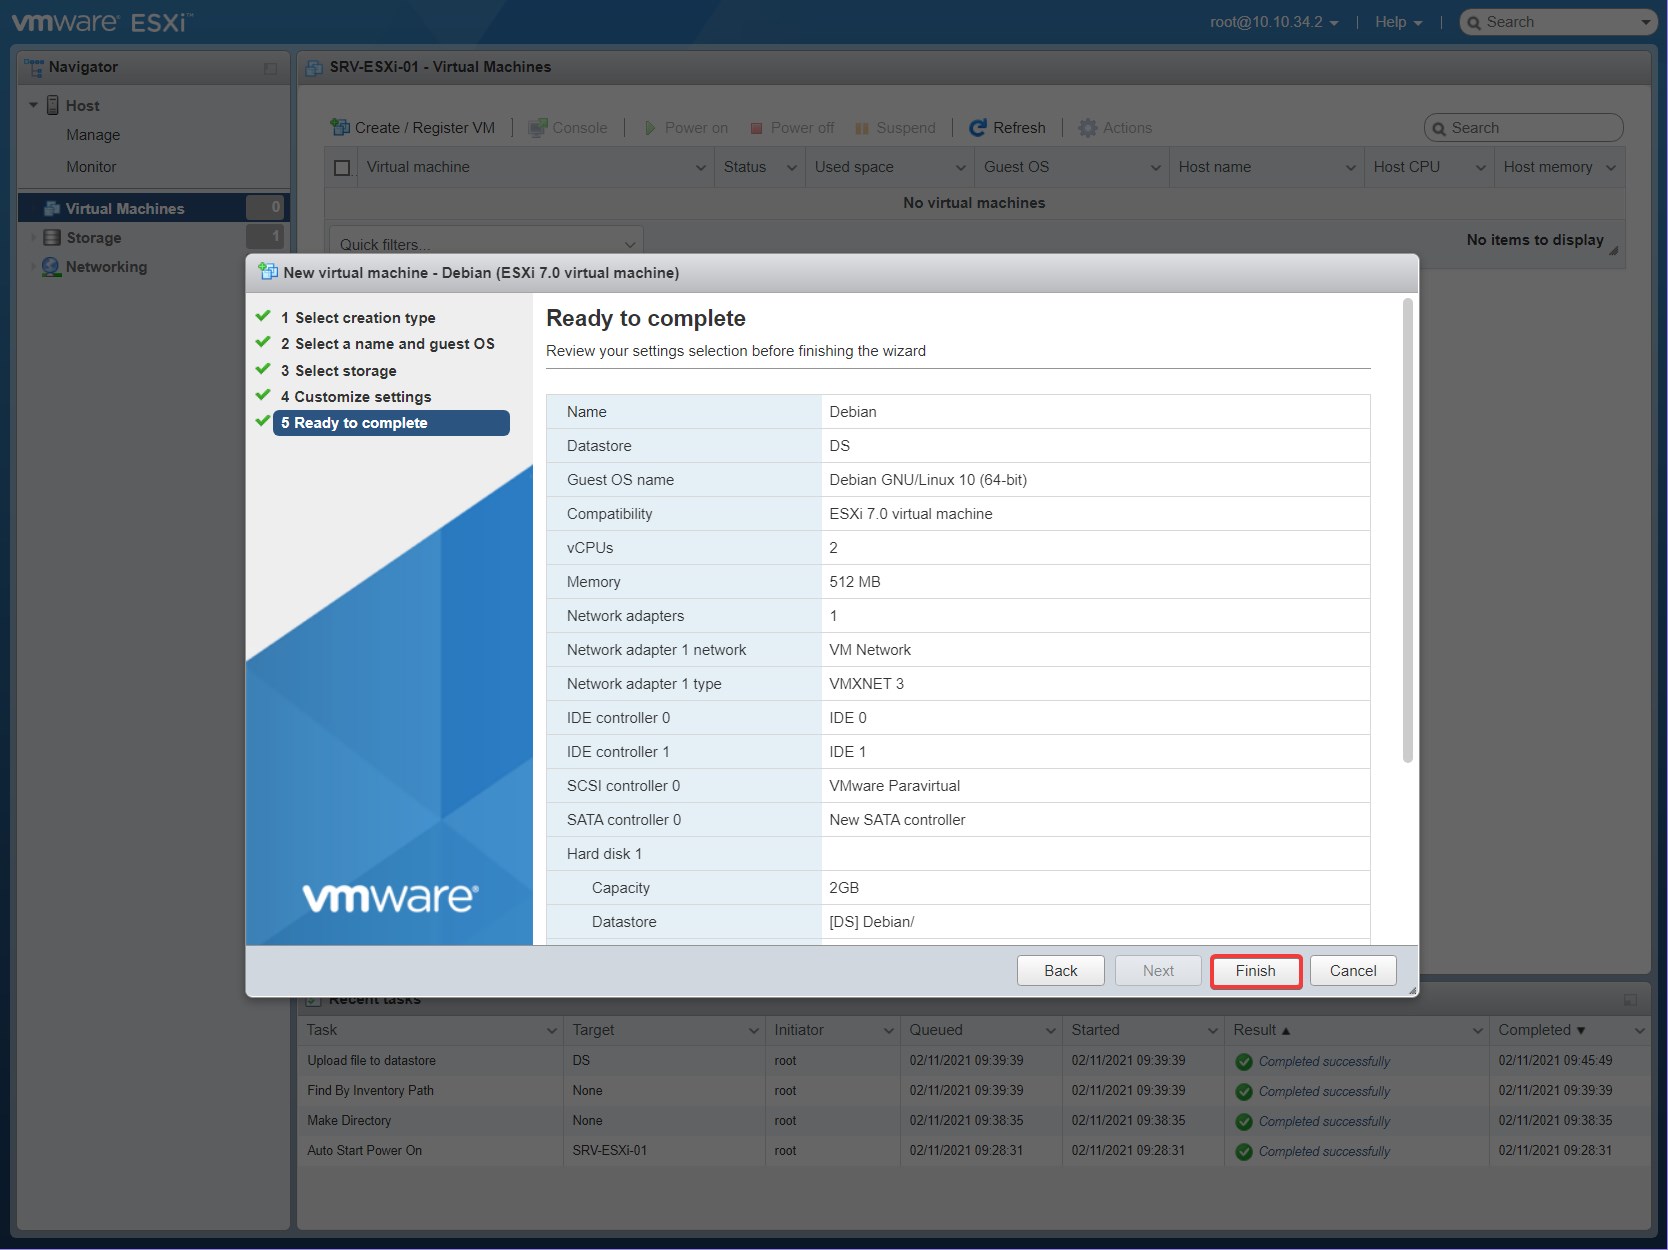 vmware ESXi™
root@10.10.34.2 | Help | Search
Navigator
Host
Manage
Monitor
Virtual Machines 0
Storage 1
Networking
SRV-ESXi-01 - Virtual Machines
Create / Register VM | Console | Power on Power off Suspend | Refresh | Actions
Search
Virtual machine Status Used space Guest OS Host name Host CPU Host memory
No virtual machines
Quick filters...
No items to display
New virtual machine - Debian (ESXi 7.0 virtual machine)
1 Select creation type
2 Select a name and guest OS
3 Select storage
4 Customize settings
5 Ready to complete
vmware®
Ready to complete
Review your settings selection before finishing the wizard
Name Debian
Datastore DS
Guest OS name Debian GNU/Linux 10 (64-bit)
Compatibility ESXi 7.0 virtual machine
vCPUs 2
Memory 512 MB
Network adapters 1
Network adapter 1 network VM Network
Network adapter 1 type VMXNET 3
IDE controller 0 IDE 0
IDE controller 1 IDE 1
SCSI controller 0 VMware Paravirtual
SATA controller 0 New SATA controller
Hard disk 1
Capacity 2GB
Datastore [DS] Debian/
Back Next Finish Cancel
Recent tasks
Task Target Initiator Queued Started Result ▲ Completed ▼
Upload file to datastore DS root 02/11/2021 09:39:39 02/11/2021 09:39:39 Completed successfully 02/11/2021 09:45:49
Find By Inventory Path None root 02/11/2021 09:39:39 02/11/2021 09:39:39 Completed successfully 02/11/2021 09:39:39
Make Directory None root 02/11/2021 09:38:35 02/11/2021 09:38:35 Completed successfully 02/11/2021 09:38:35
Auto Start Power On SRV-ESXi-01 root 02/11/2021 09:28:31 02/11/2021 09:28:31 Completed successfully 02/11/2021 09:28:31